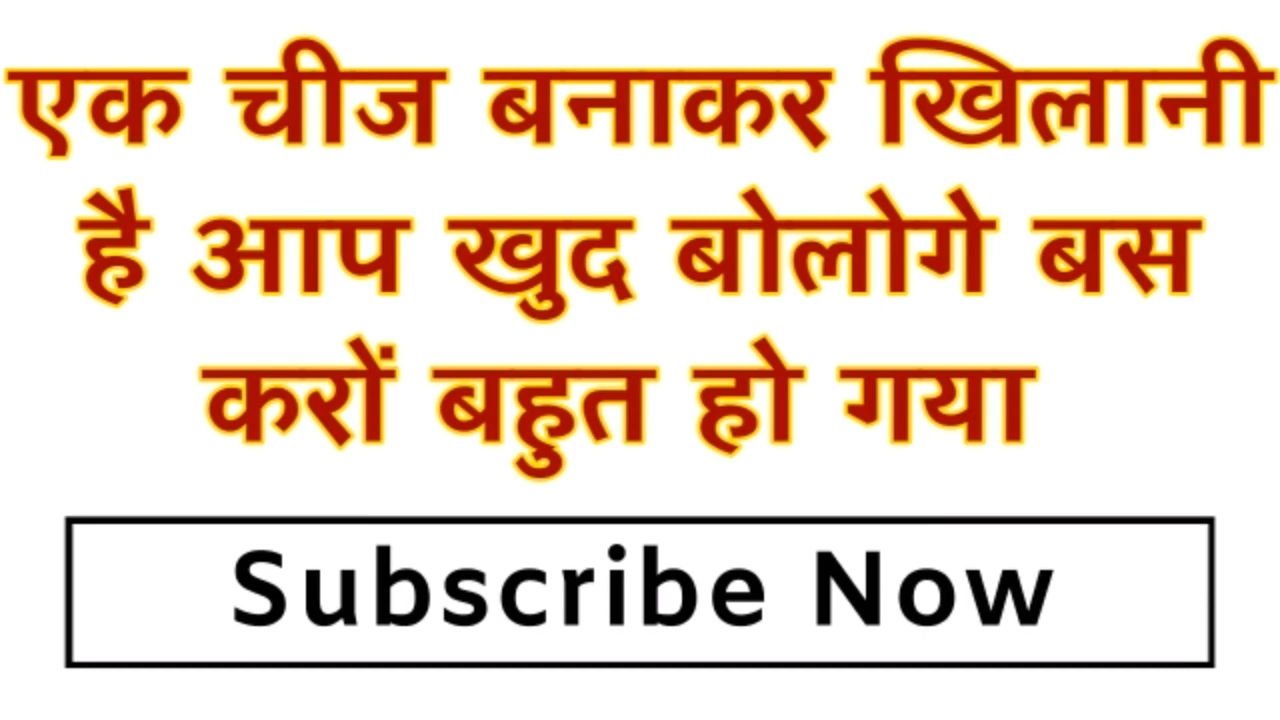 एक चीज बनाकर खिलानी
है आप खुद बोलोगे बस
करों बहुत हो गया
Subscribe Now